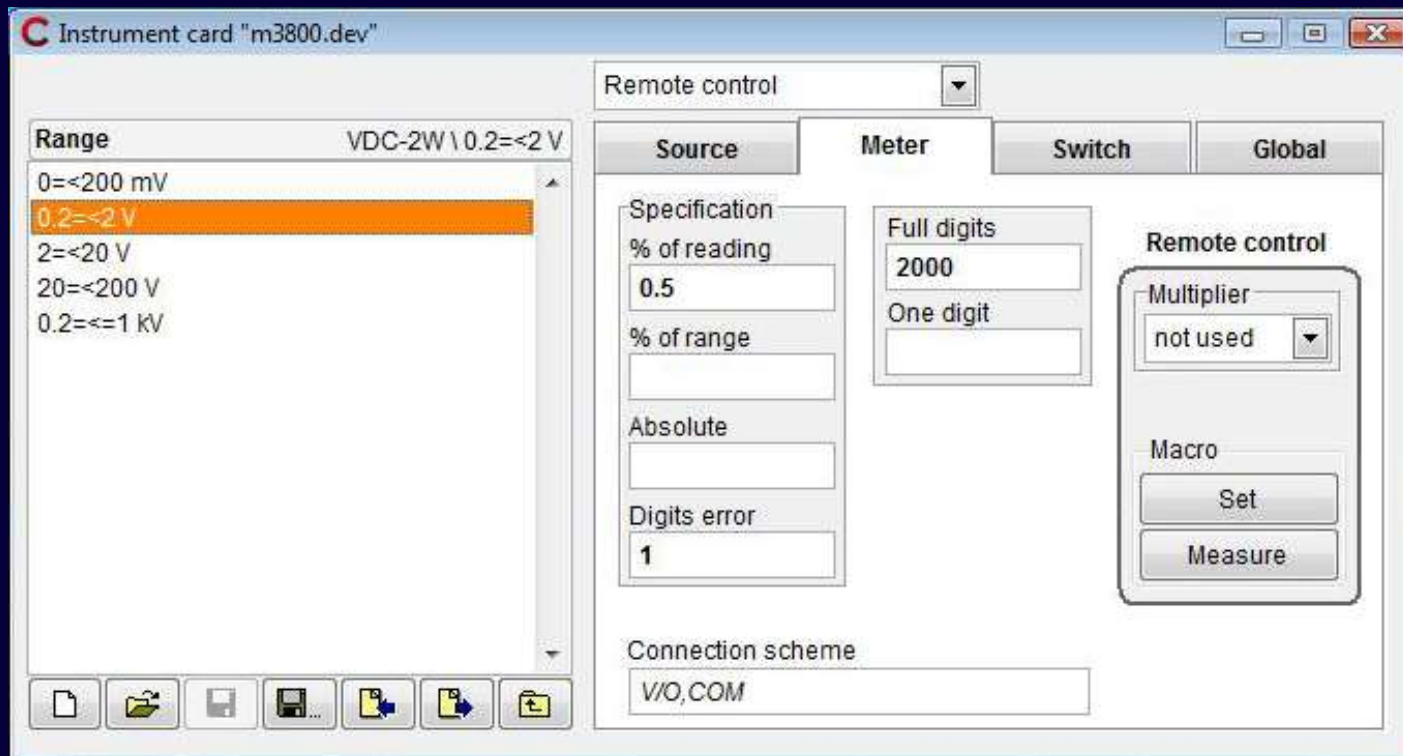 Instrument card "m3800.dev"
Remote control
Range VDC-2W \ 0.2=<2 V
0=<200 mV
0.2=<2 V
2=<20 V
20=<200 V
0.2=<=1 kV
Source Meter Switch Global
Specification
% of reading
0.5
% of range
Absolute
Digits error
1
Full digits
2000
One digit
Remote control
Multiplier
not used
Macro
Set
Measure
Connection scheme
V/O,COM